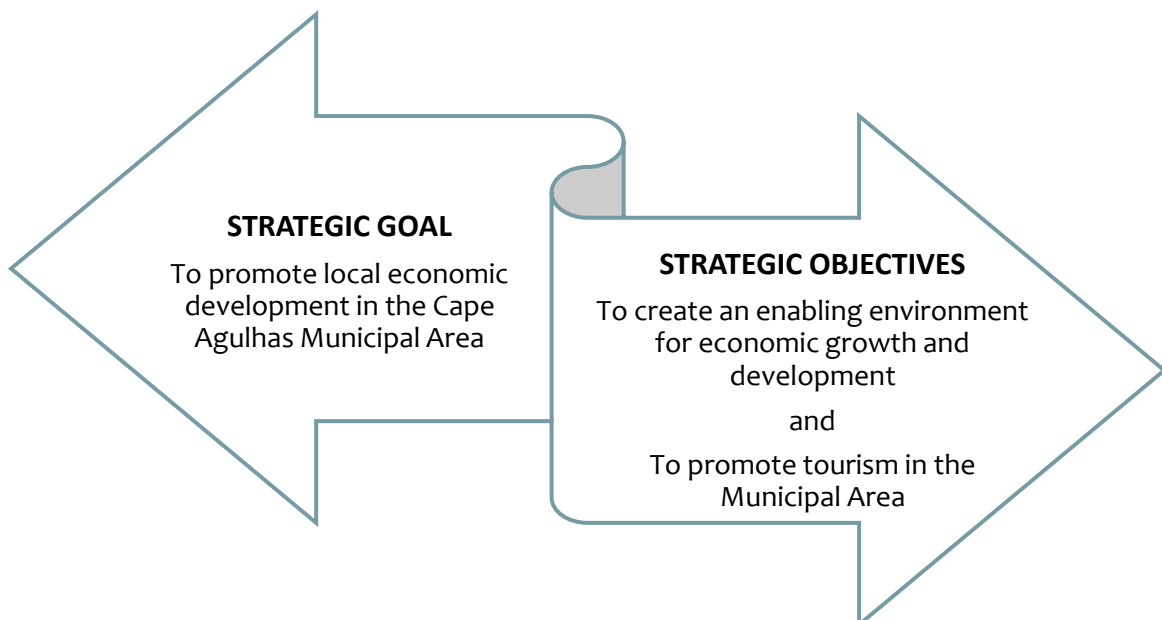 STRATEGIC GOAL
To promote local economic
development in the Cape
Agulhas Municipal Area
STRATEGIC OBJECTIVES
To create an enabling environment
for economic growth and
development
and
To promote tourism in the
Municipal Area